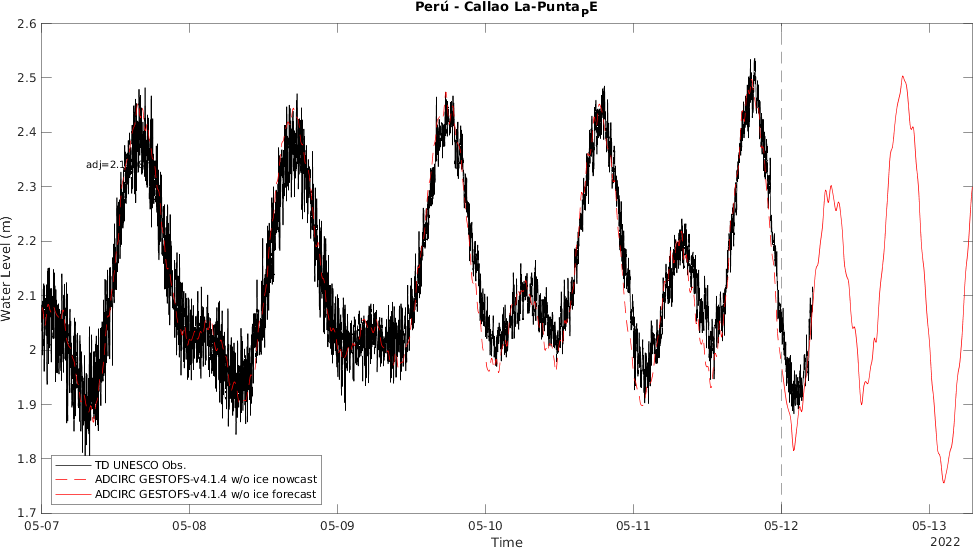 Perú - Callao La-PuntapE
2.6
2.5
2.4
2.3
2.2
2.1
2
1.9
1.8
1.7
Water Level (m)
adj=2.1
TD UNESCO Obs.
ADCIRC GESTOFS-v4.1.4 w/o ice nowcast
ADCIRC GESTOFS-v4.1.4 w/o ice forecast
05-07 05-08 05-09 05-10 05-11 05-12 05-13
Time
2022